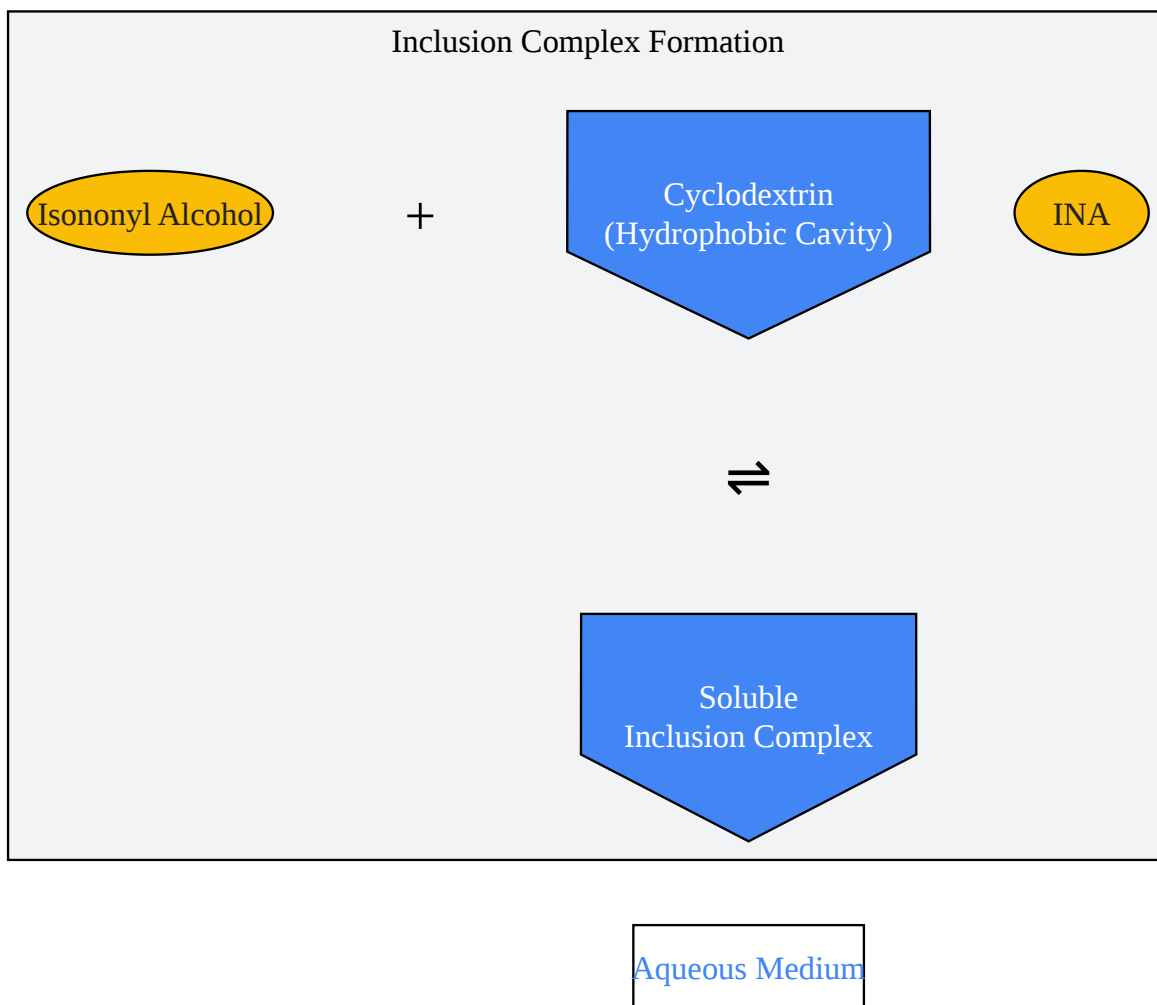 Inclusion Complex Formation
Isononyl Alcohol
+
Cyclodextrin
(Hydrophobic Cavity)
INA
⇌
Soluble
Inclusion Complex
Aqueous Medium